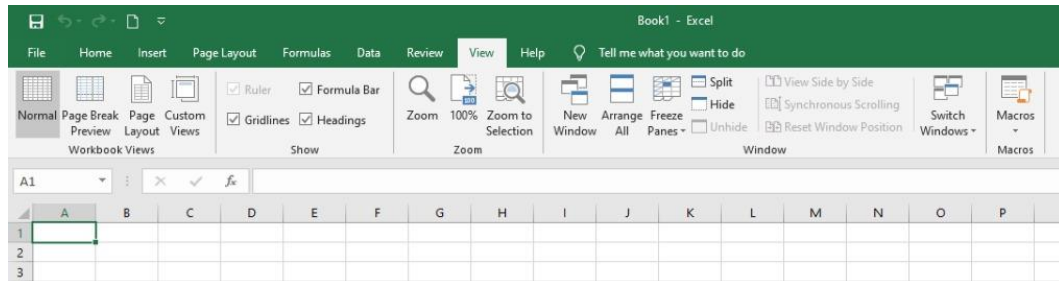 Book1 - Excel
File Home Insert Page Layout Formulas Data Review View Help Tell me what you want to do
Normal Page Break Preview Page Layout Custom Views
Workbook Views
Ruler Formula Bar
Gridlines Headings
Show
Zoom 100% Zoom to Selection
Zoom
New Window Arrange All Freeze Panes
Split
Hide
Unhide
View Side by Side
Synchronous Scrolling
Reset Window Position
Switch Windows
Window
Macros
Macros
A1 fx
A B C D E F G H I J K L M N O P
1
2
3